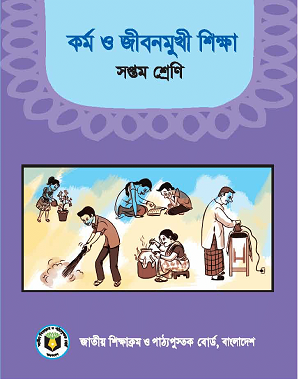 কর্ম ও জীবনমুখী শিক্ষা
সপ্তম শ্রেণি
জাতীয় শিক্ষাক্রম ও পাঠ্যপুস্তক বোর্ড, বাংলাদেশ